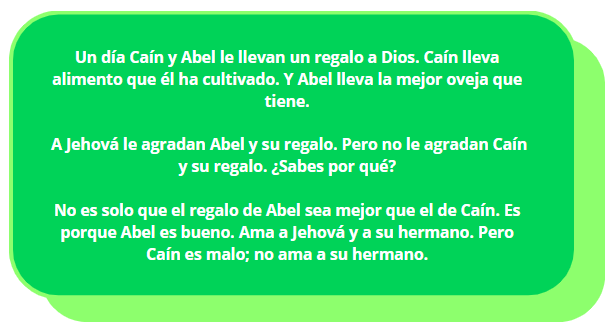 Un día Caín y Abel le llevan un regalo a Dios. Caín lleva
alimento que él ha cultivado. Y Abel lleva la mejor oveja que
tiene.
A Jehová le agradan Abel y su regalo. Pero no le agradan Caín
y su regalo. ¿Sabes por qué?
No es solo que el regalo de Abel sea mejor que el de Caín. Es
porque Abel es bueno. Ama a Jehová y a su hermano. Pero
Caín es malo; no ama a su hermano.